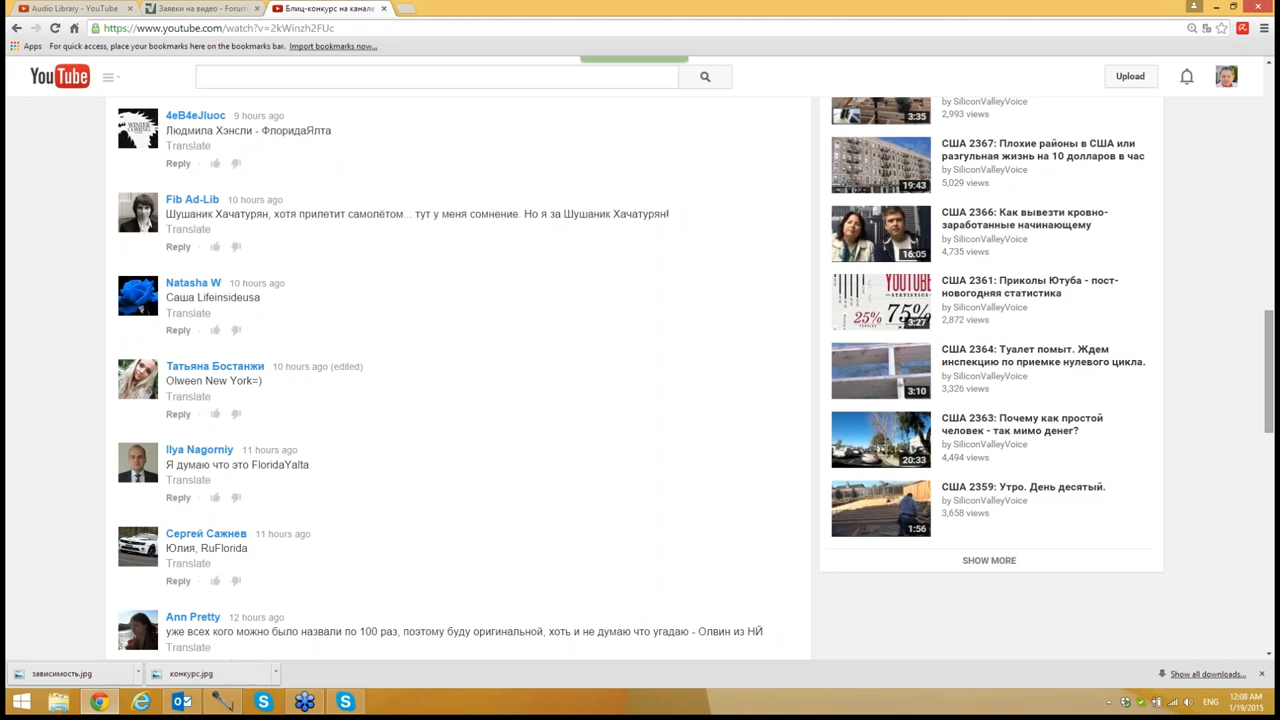 Audio Library - YouTube
Заявки на видео - Forum
Блиц-конкурс на канале
https://www.youtube.com/watch?v=2kWinzh2FUc
Apps For quick access, place your bookmarks here on the bookmarks bar. Import bookmarks now...
YouTube
Upload
4eB4eJIuoc 9 hours ago
Людмила Хэнсли - ФлоридаЯлта
Translate
Reply
Fib Ad-Lib 10 hours ago
Шушаник Хачатурян, хотя прилетит самолётом... тут у меня сомнение. Но я за Шушаник Хачатурян!
Translate
Reply
Natasha W 10 hours ago
Саша Lifeinsideusa
Translate
Reply
Татьяна Бостанжи 10 hours ago (edited)
Olween New York=)
Translate
Reply
Ilya Nagorniy 11 hours ago
Я думаю что это FloridaYalta
Translate
Reply
Сергей Сажнев 11 hours ago
Юлия, RuFlorida
Translate
Reply
Ann Pretty 12 hours ago
уже всех кого можно было назвали по 100 раз, поэтому буду оригинальной, хоть и не думаю что угадаю - Олвин из НЙ
Translate
by SiliconValleyVoice
2,993 views
3:35
США 2367: Плохие районы в США или
разгульная жизнь на 10 долларов в час
by SiliconValleyVoice
5,029 views
19:43
США 2366: Как вывезти кровно-
заработанные начинающему
by SiliconValleyVoice
4,735 views
16:05
США 2361: Приколы Ютуба - пост-
новогодняя статистика
by SiliconValleyVoice
2,872 views
YOUTUBE
STATISTICS
25%
75%
3:27
США 2364: Туалет помыт. Ждем
инспекцию по приемке нулевого цикла.
by SiliconValleyVoice
3,326 views
3:10
США 2363: Почему как простой
человек - так мимо денег?
by SiliconValleyVoice
4,494 views
20:33
США 2359: Утро. День десятый.
by SiliconValleyVoice
3,658 views
1:56
SHOW MORE
зависимость.jpg
конкурс.jpg
Show all downloads...
ENG
12:08 AM
1/19/2015